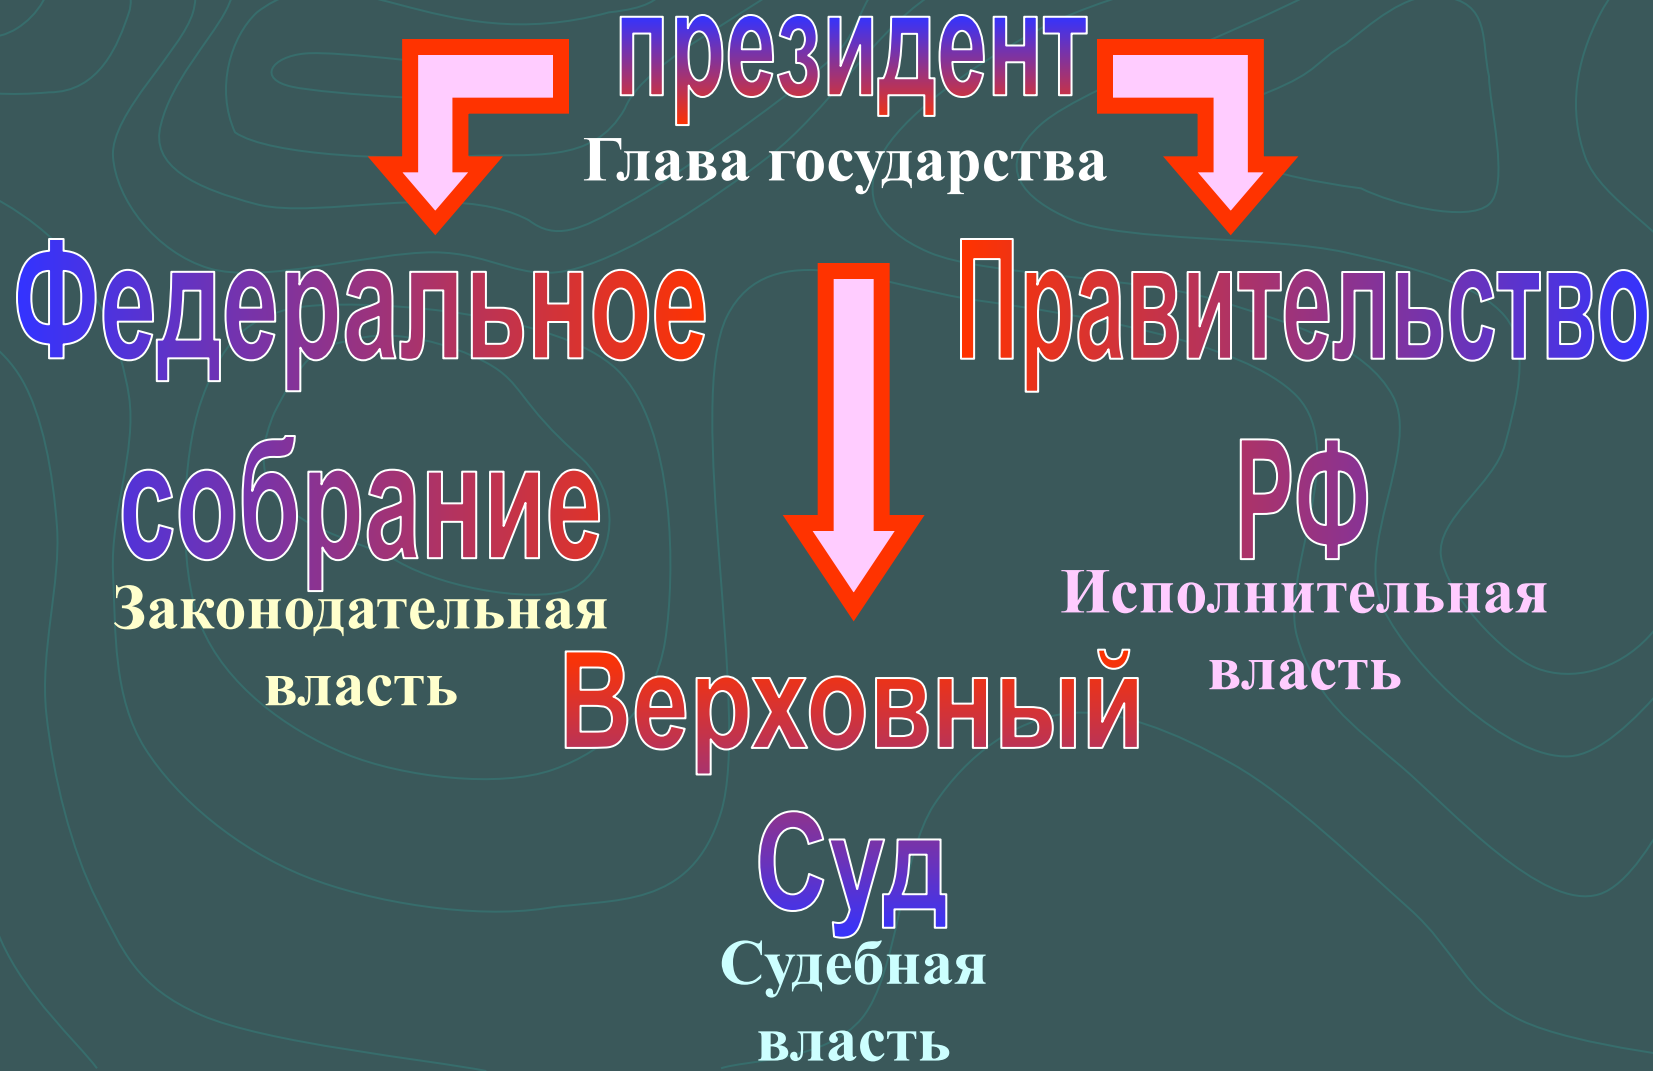 президент
Глава государства
Федеральное
собрание
Законодательная
власть
Правительство
РФ
Исполнительная
власть
Верховный
Суд
Судебная
власть